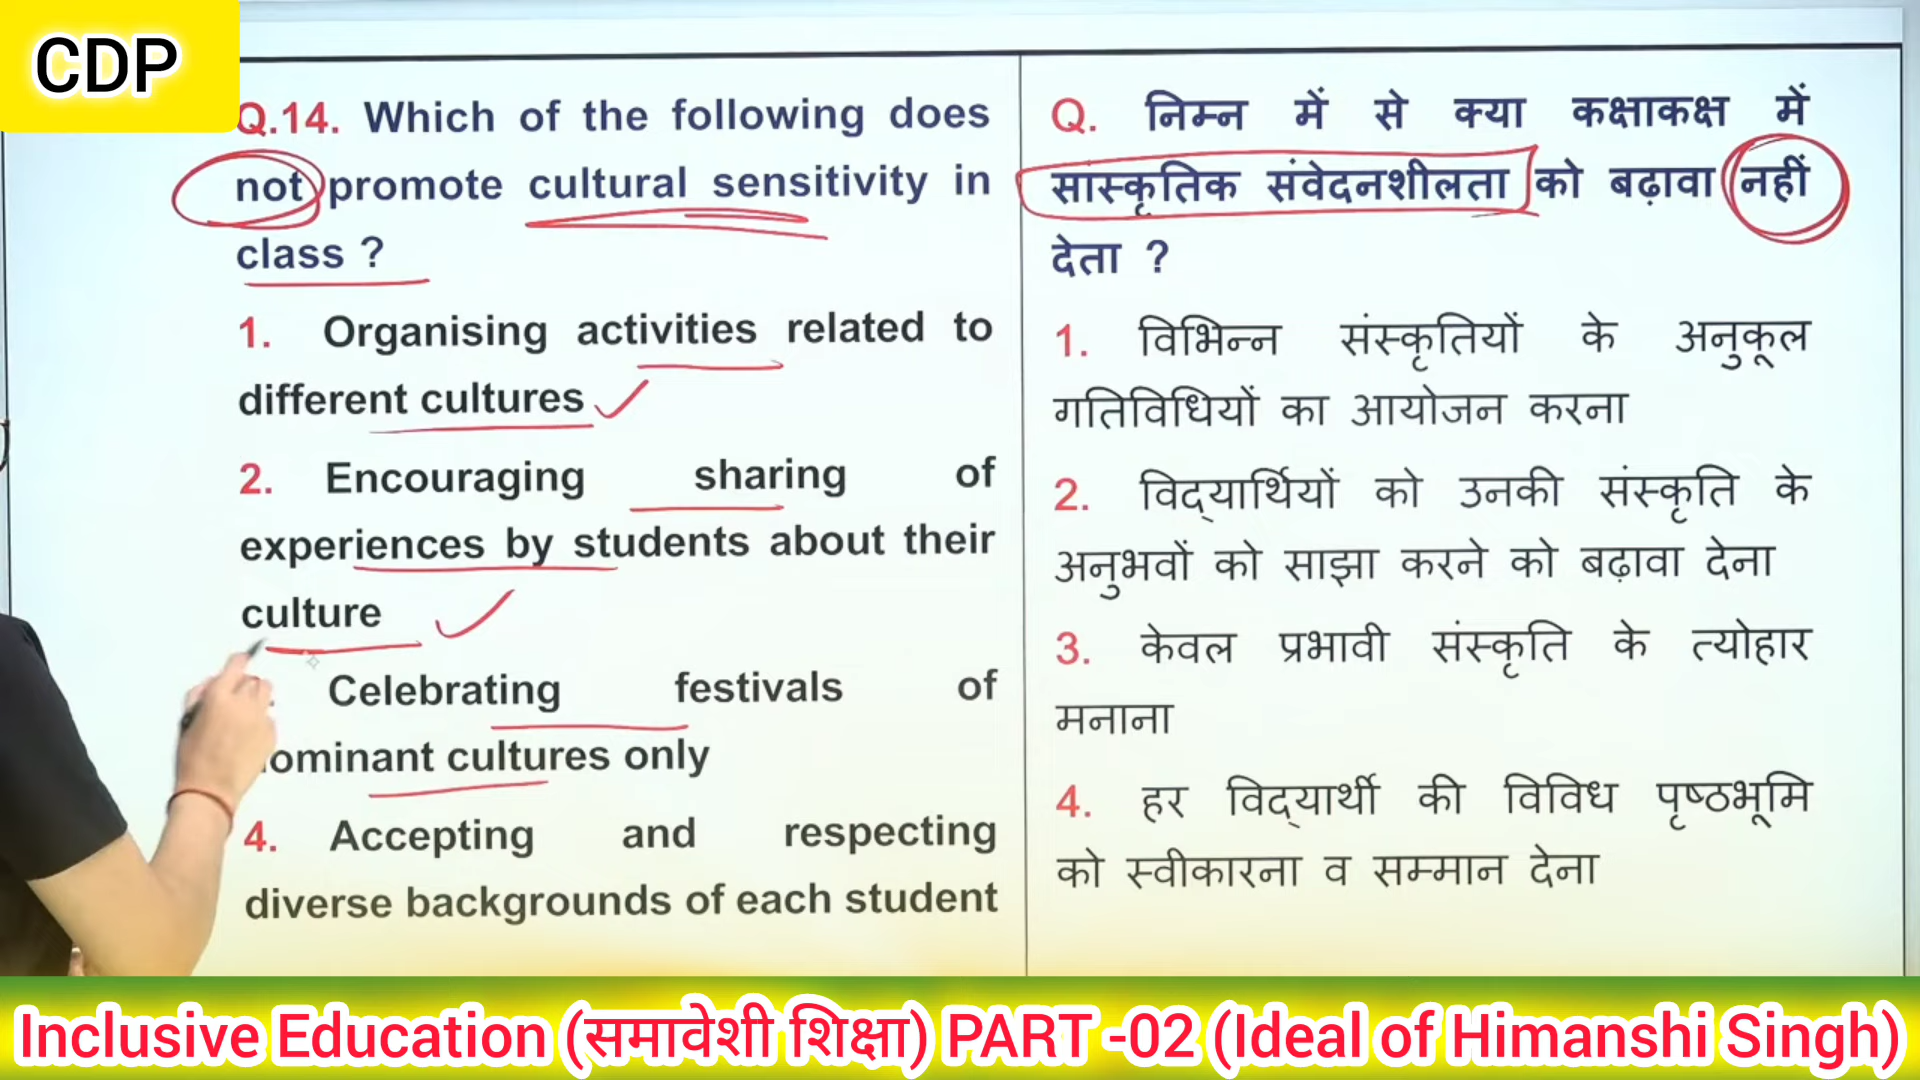 CDP
Q.14. Which of the following does
not promote cultural sensitivity in
class ?
1. Organising activities related to
different cultures
2. Encouraging sharing of
experiences by students about their
culture
Celebrating festivals of
cultures only
4. Accepting and respecting
diverse backgrounds of each student
Q. निम्न में से क्या कक्षाकक्ष में
सांस्कृतिक संवेदनशीलता को बढ़ावा नहीं
देता ?
1. विभिन्न संस्कृतियों के अनुकूल
गतिविधियों का आयोजन करना
2. विद्यार्थियों को उनकी संस्कृति के
अनुभवों को साझा करने को बढ़ावा देना
3. केवल प्रभावी संस्कृति के त्योहार
मनाना
4. हर विद्यार्थी की विविध पृष्ठभूमि
को स्वीकारना व सम्मान देना
Inclusive Education (समावेशी शिक्षा) PART -02 (Ideal of Himanshi Singh)